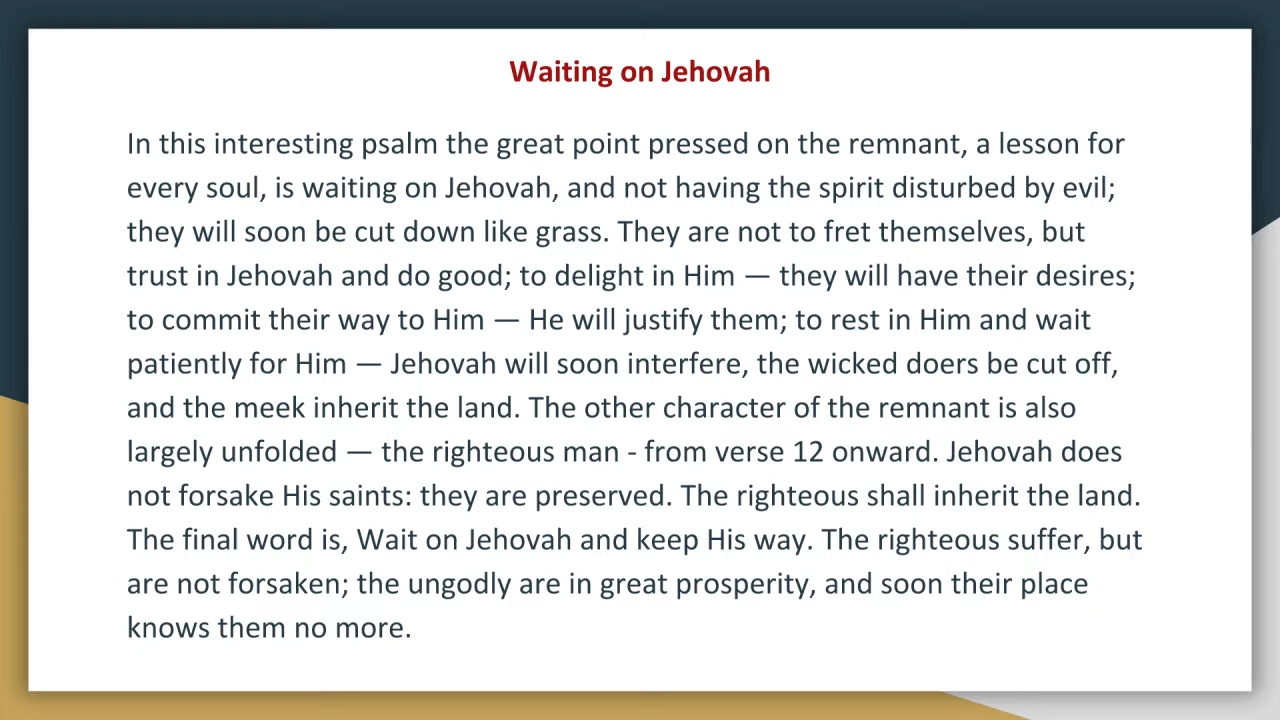 Waiting on Jehovah
In this interesting psalm the great point pressed on the remnant, a lesson for
every soul, is waiting on Jehovah, and not having the spirit disturbed by evil;
they will soon be cut down like grass. They are not to fret themselves, but
trust in Jehovah and do good; to delight in Him — they will have their desires;
to commit their way to Him — He will justify them; to rest in Him and wait
patiently for Him — Jehovah will soon interfere, the wicked doers be cut off,
and the meek inherit the land. The other character of the remnant is also
largely unfolded — the righteous man - from verse 12 onward. Jehovah does
not forsake His saints: they are preserved. The righteous shall inherit the land.
The final word is, Wait on Jehovah and keep His way. The righteous suffer, but
are not forsaken; the ungodly are in great prosperity, and soon their place
knows them no more.